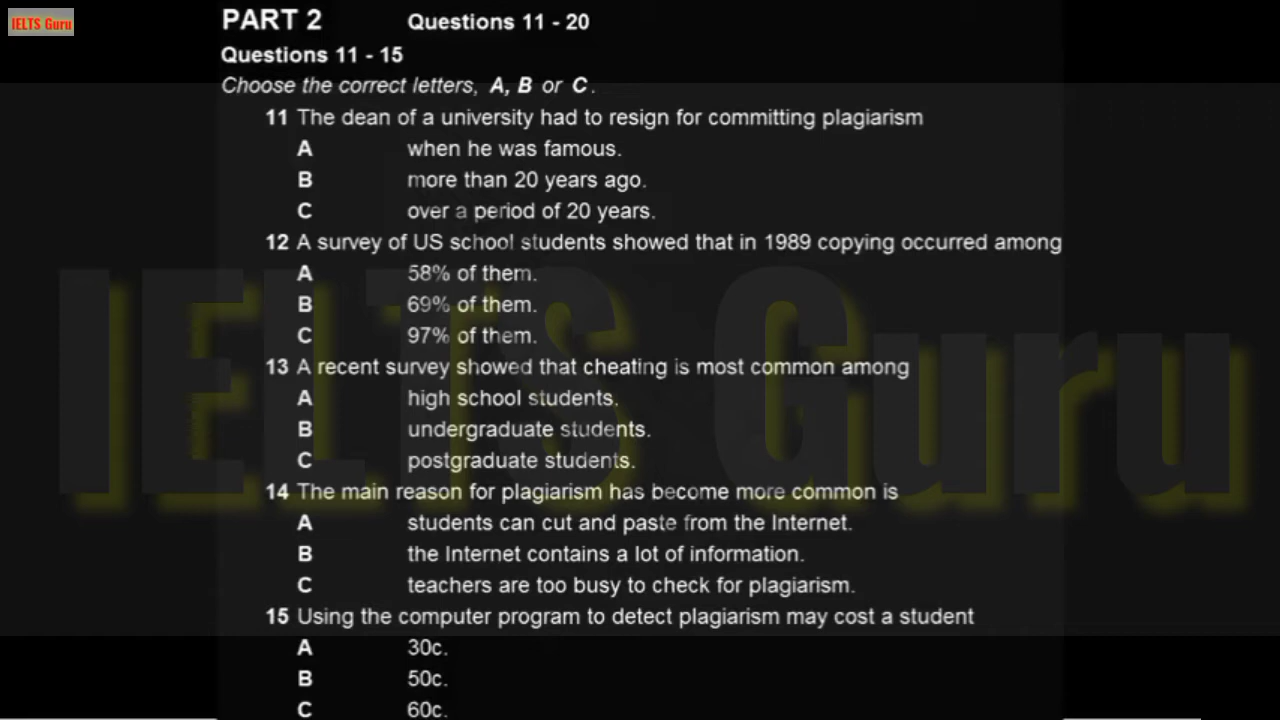 IELTS Guru
PART 2 Questions 11 - 20
Questions 11 - 15
Choose the correct letters, A, B or C.
11 The dean of a university had to resign for committing plagiarism
A when he was famous.
B more than 20 years ago.
C over a period of 20 years.
12 A survey of US school students showed that in 1989 copying occurred among
A 58% of them.
B 69% of them.
C 97% of them.
13 A recent survey showed that cheating is most common among
A high school students.
B undergraduate students.
C postgraduate students.
14 The main reason for plagiarism has become more common is
A students can cut and paste from the Internet.
B the Internet contains a lot of information.
C teachers are too busy to check for plagiarism.
15 Using the computer program to detect plagiarism may cost a student
A 30c.
B 50c.
C 60c.
IELTS Guru